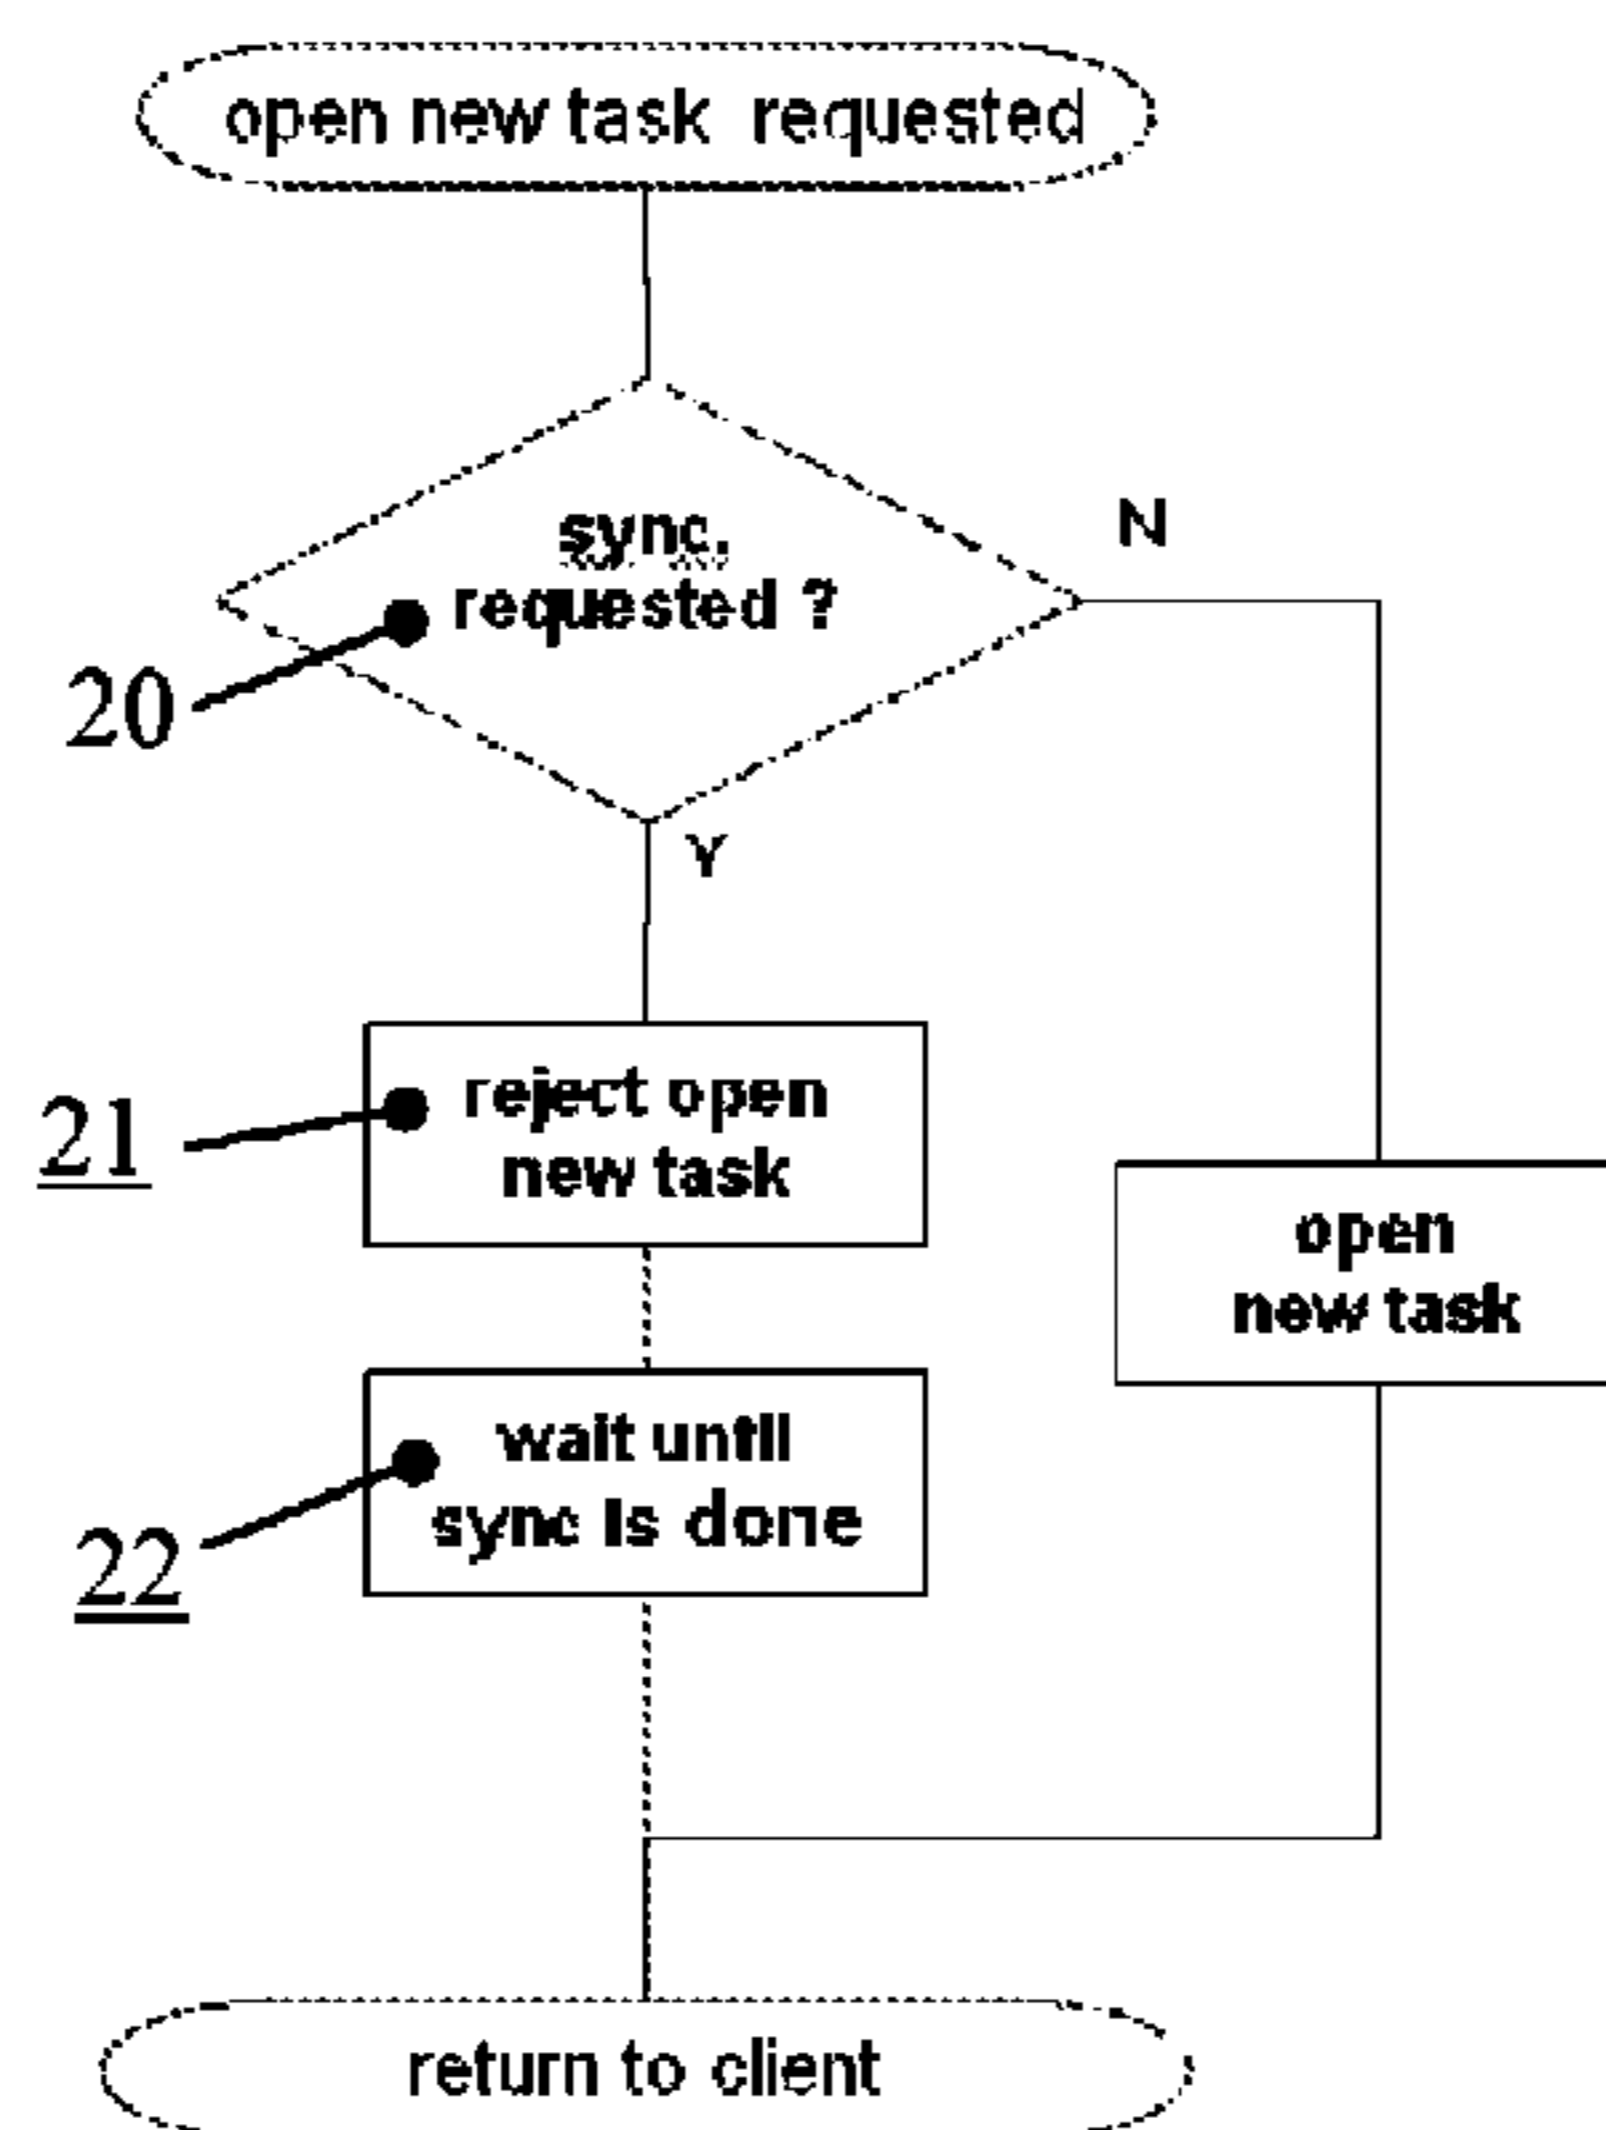 open new task requested
sync.
requested ?
N
20
Y
reject open
new task
21
open
new task
wait until
sync is done
22
return to client